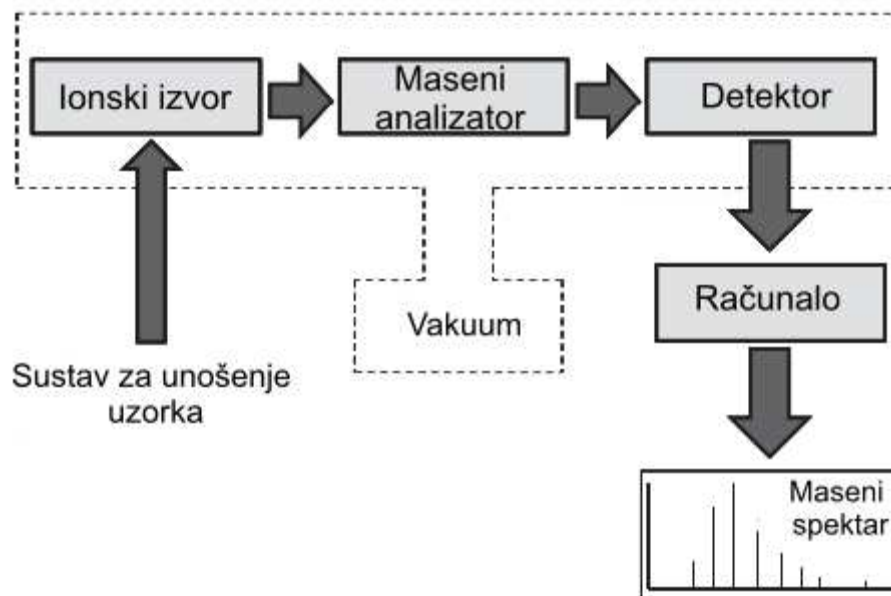 Ionski izvor
Maseni
analizator
Detektor
Računalo
Vakuum
Sustav za unošenje
uzorka
Maseni
spektar